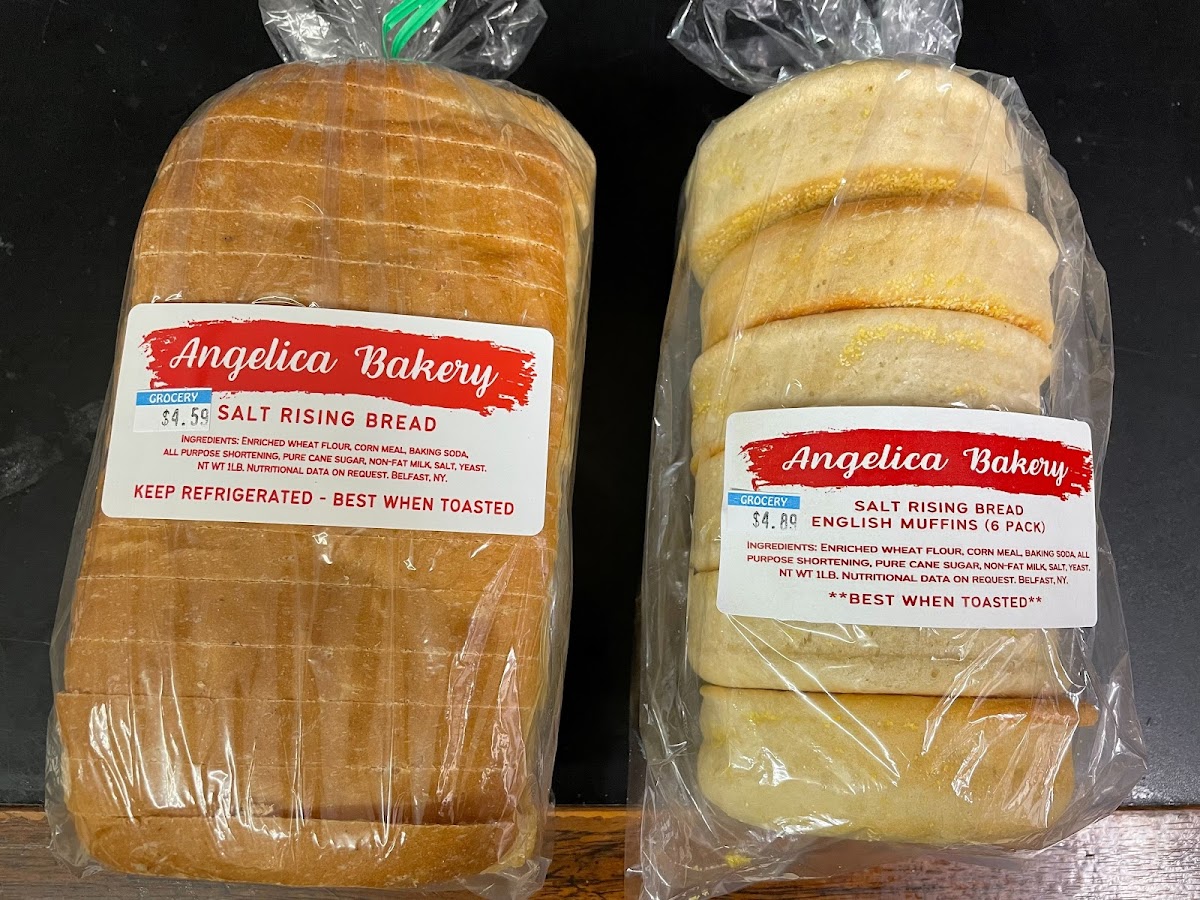 Angelica Bakery
GROCERY
$4.59
SALT RISING BREAD
INGREDIENTS: ENRICHED WHEAT FLOUR, CORN MEAL, BAKING SODA,
ALL PURPOSE SHORTENING, PURE CANE SUGAR, NON-FAT MILK, SALT, YEAST.
NT WT 1LB. NUTRITIONAL DATA ON REQUEST. BELFAST, NY.
KEEP REFRIGERATED - BEST WHEN TOASTED
Angelica Bakery
GROCERY
$4.89
SALT RISING BREAD
ENGLISH MUFFINS (6 PACK)
INGREDIENTS: ENRICHED WHEAT FLOUR, CORN MEAL, BAKING SODA, ALL
PURPOSE SHORTENING, PURE CANE SUGAR, NON-FAT MILK, SALT, YEAST.
NT WT 1LB. NUTRITIONAL DATA ON REQUEST. BELFAST, NY.
**BEST WHEN TOASTED**